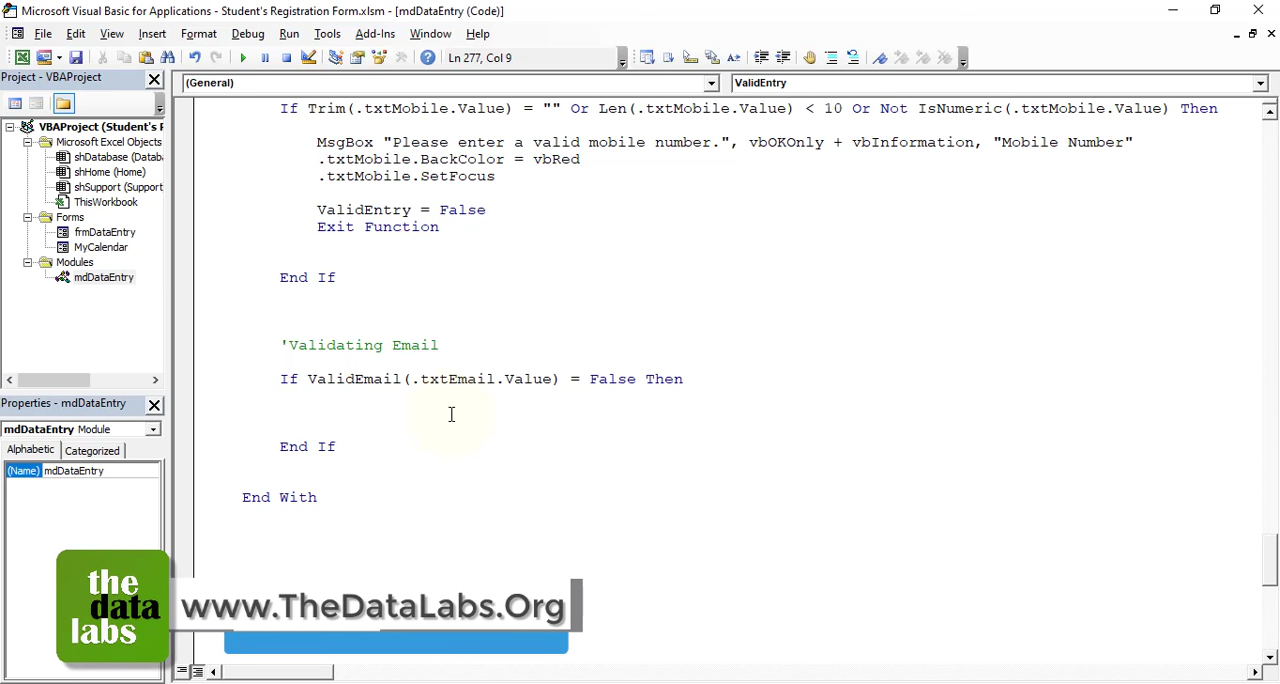 Microsoft Visual Basic for Applications - Student's Registration Form.xlsm - [mdDataEntry (Code)]
File Edit View Insert Format Debug Run Tools Add-Ins Window Help
Ln 277, Col 9
Project - VBAProject
(General) ValidEntry
VBAProject (Student's F
Microsoft Excel Objects
shDatabase (Datab
shHome (Home)
shSupport (Support
ThisWorkbook
Forms
frmDataEntry
MyCalendar
Modules
mdDataEntry
If Trim(.txtMobile.Value) = "" Or Len(.txtMobile.Value) < 10 Or Not IsNumeric(.txtMobile.Value) Then
MsgBox "Please enter a valid mobile number.", vbOKOnly + vbInformation, "Mobile Number"
.txtMobile.BackColor = vbRed
.txtMobile.SetFocus
ValidEntry = False
Exit Function
End If
'Validating Email
If ValidEmail(.txtEmail.Value) = False Then
End If
End With
Properties - mdDataEntry
mdDataEntry Module
Alphabetic Categorized
(Name) mdDataEntry
the
data
labs
www.TheDataLabs.Org